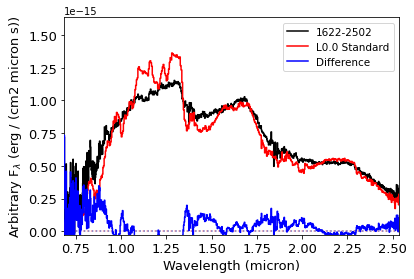 1e−15
1622-2502
L0.0 Standard
Difference
Arbitrary Fλ (erg / (cm2 micron s))
1.50
1.25
1.00
0.75
0.50
0.25
0.00
0.75 1.00 1.25 1.50 1.75 2.00 2.25 2.50
Wavelength (micron)